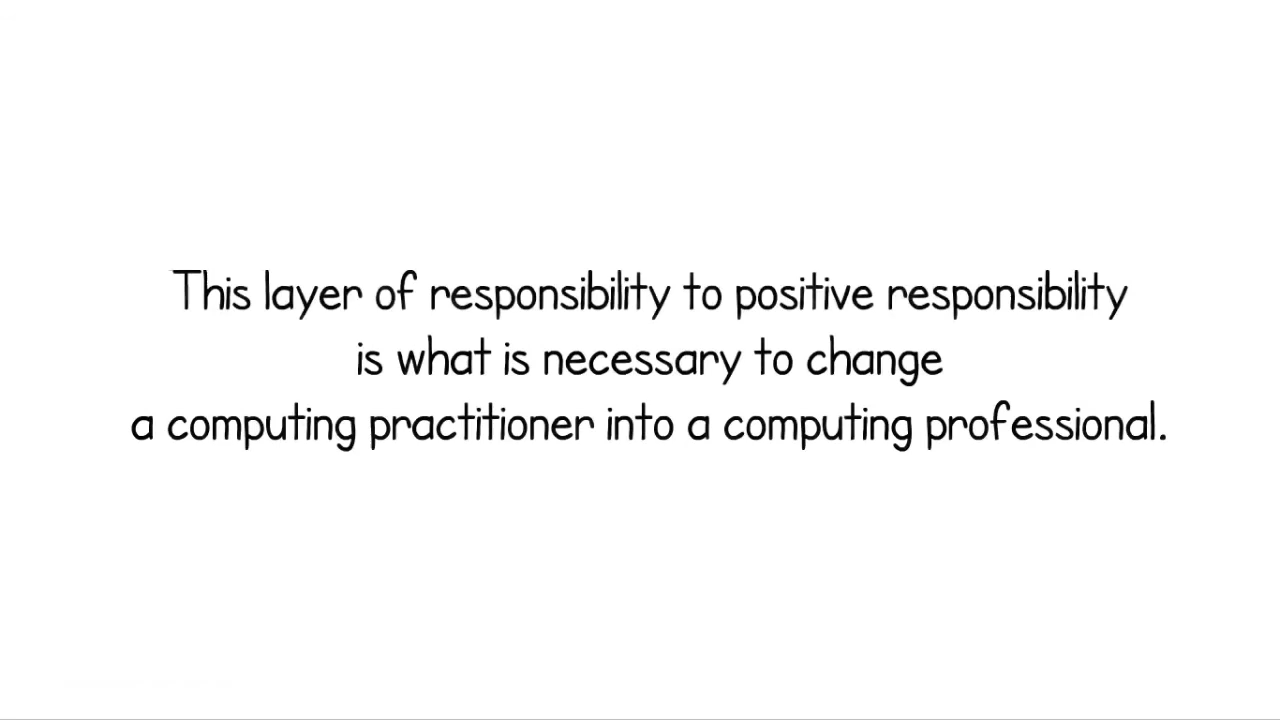 This layer of responsibility to positive responsibility
is what is necessary to change
a computing practitioner into a computing professional.